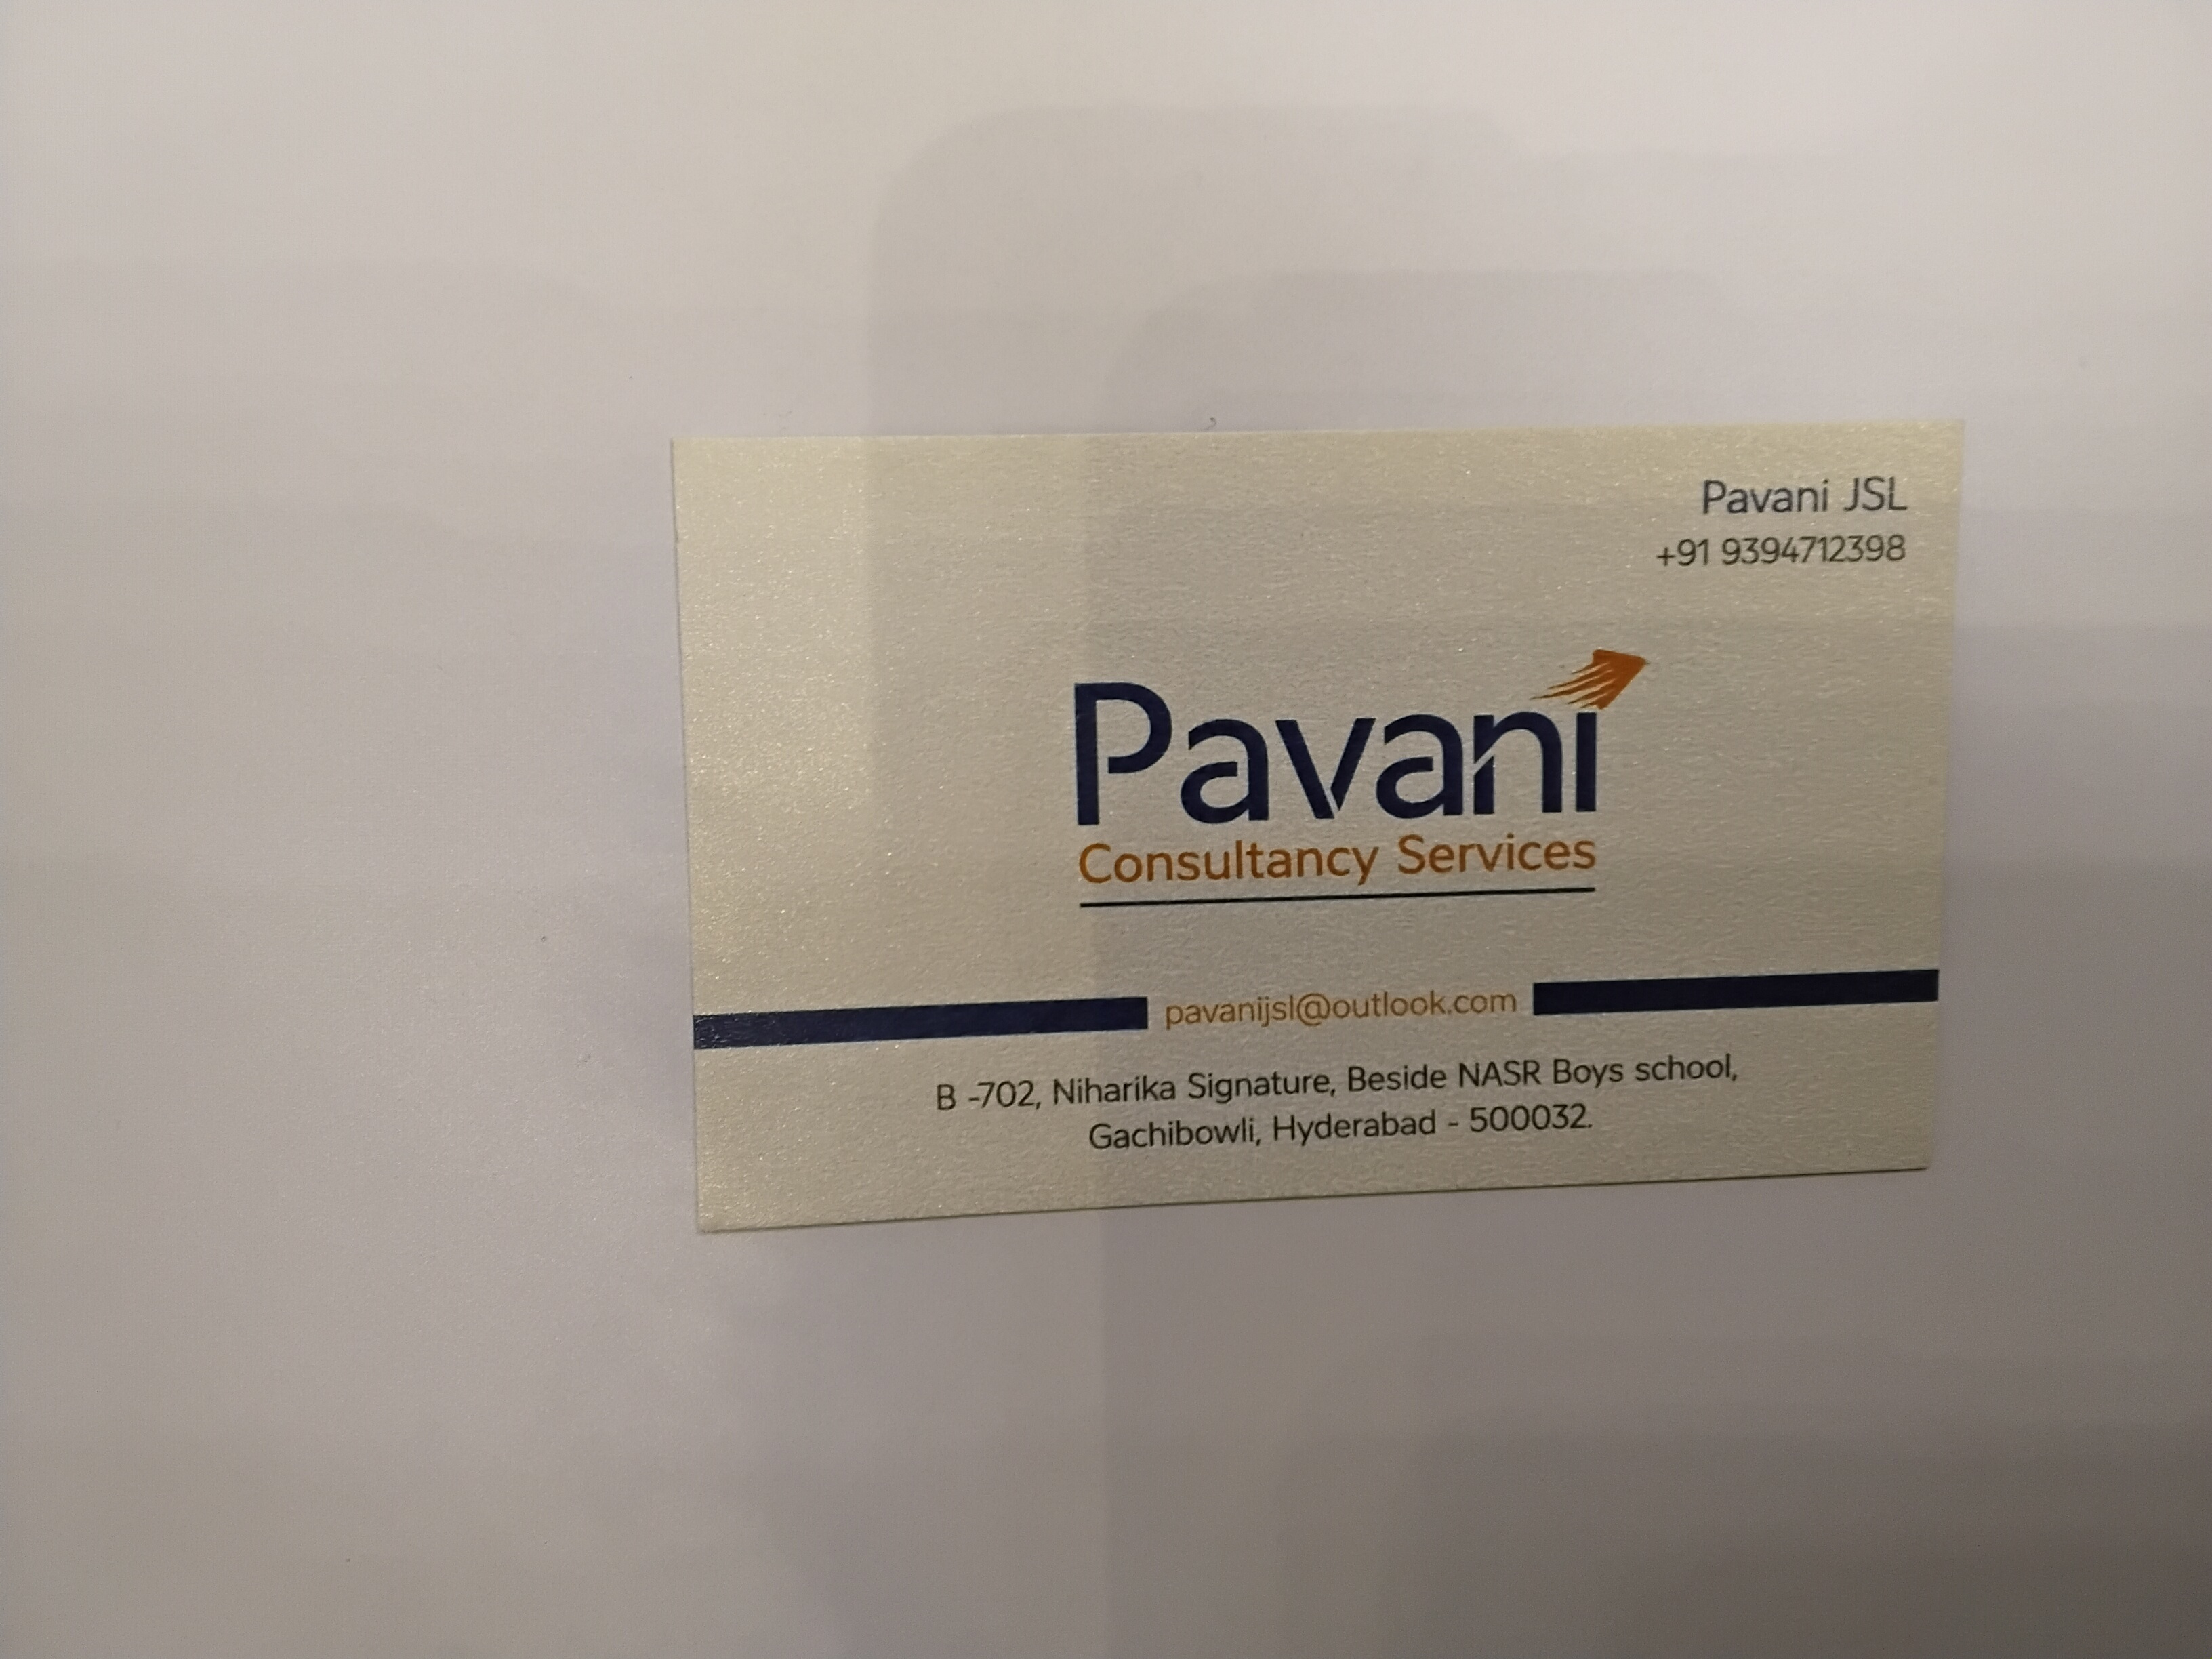 Pavani JSL
+91 9394712398
Pavani
Consultancy Services
pavanijsl@outlook.com
B -702, Niharika Signature, Beside NASR Boys school,
Gachibowli, Hyderabad - 500032.